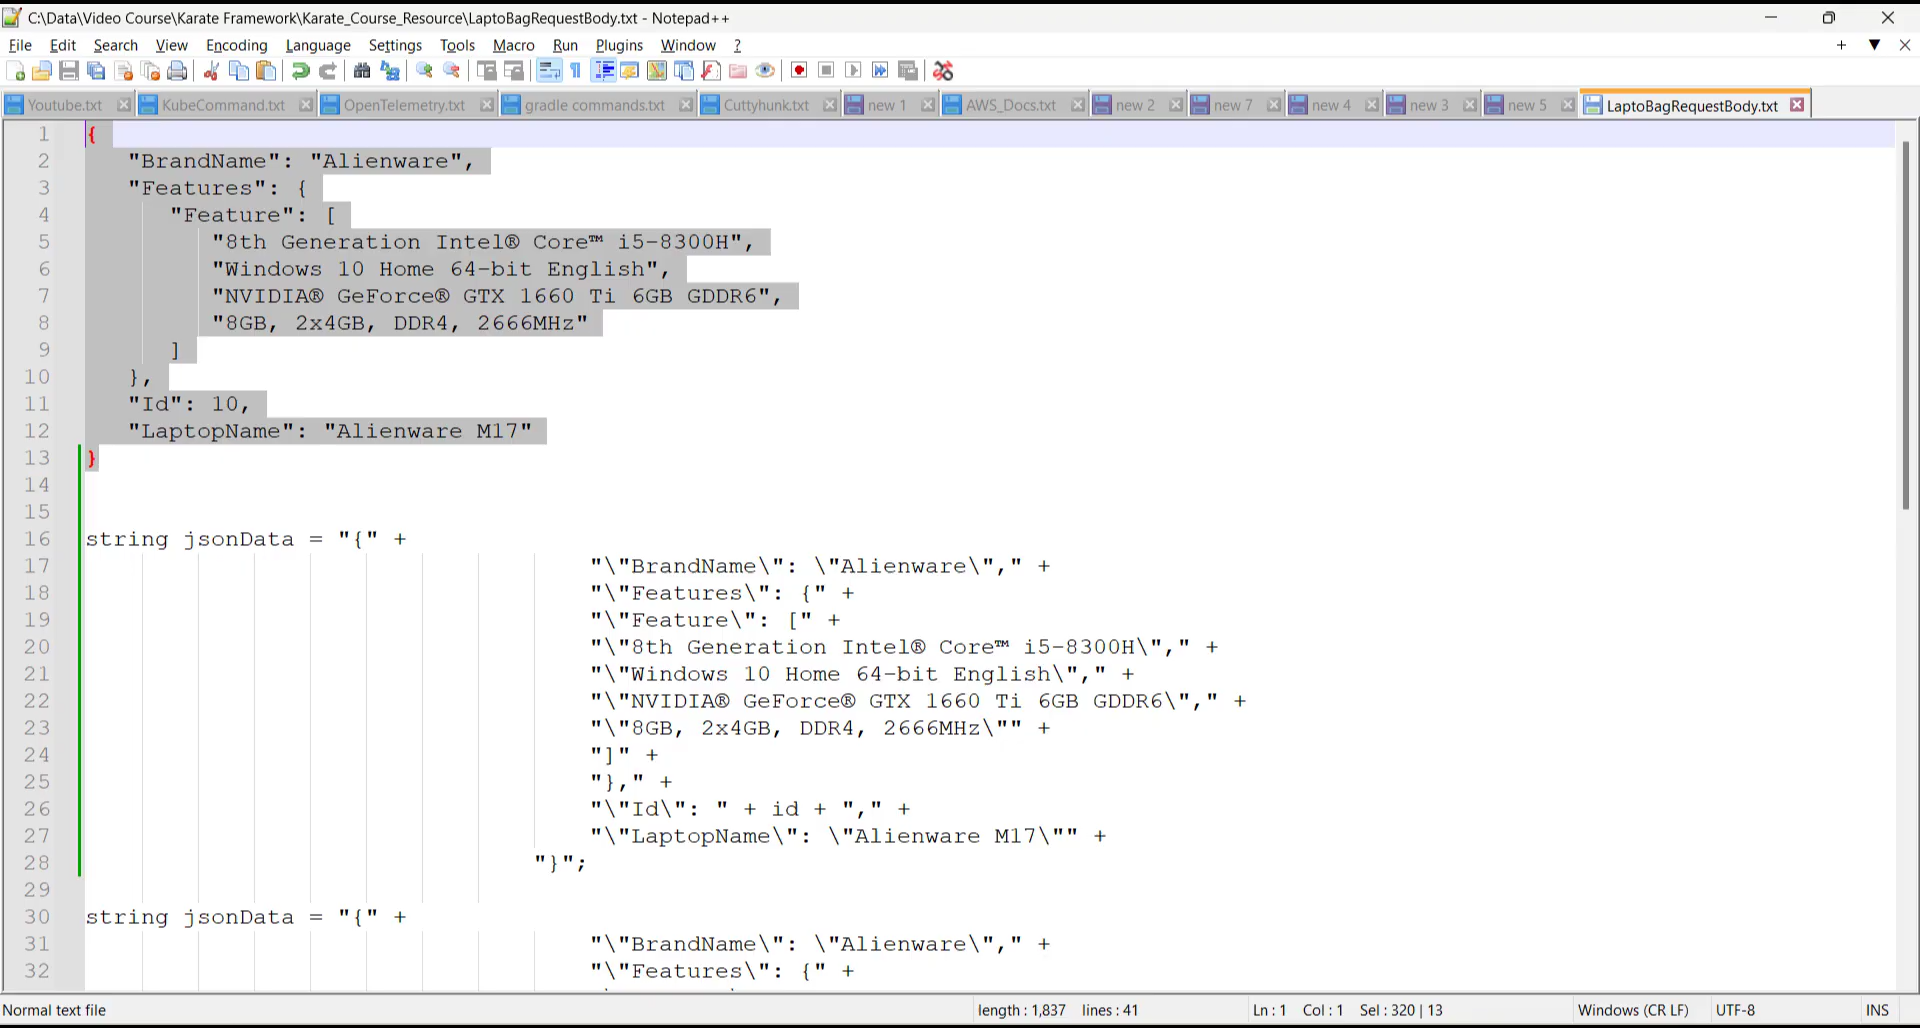 C:\Data\Video Course\Karate Framework\Karate_Course_Resource\LaptoBagRequestBody.txt - Notepad++
File Edit Search View Encoding Language Settings Tools Macro Run Plugins Window ?
Youtube.txt KubeCommand.txt OpenTelemetry.txt gradle commands.txt Cuttyhunk.txt new 1 AWS_Docs.txt new 2 new 7 new 4 new 3 new 5 LaptoBagRequestBody.txt
1 {
2 "BrandName": "Alienware",
3 "Features": {
4 "Feature": [
5 "8th Generation Intel® Core™ i5-8300H",
6 "Windows 10 Home 64-bit English",
7 "NVIDIA® GeForce® GTX 1660 Ti 6GB GDDR6",
8 "8GB, 2x4GB, DDR4, 2666MHz"
9 ]
10 },
11 "Id": 10,
12 "LaptopName": "Alienware M17"
13 }
14
15
16 string jsonData = "{" +
17 "\"BrandName\": \"Alienware\"," +
18 "\"Features\": {" +
19 "\"Feature\": [" +
20 "\"8th Generation Intel® Core™ i5-8300H\"," +
21 "\"Windows 10 Home 64-bit English\"," +
22 "\"NVIDIA® GeForce® GTX 1660 Ti 6GB GDDR6\"," +
23 "\"8GB, 2x4GB, DDR4, 2666MHz\"" +
24 "]" +
25 "}," +
26 "\"Id\": " + id + "," +
27 "\"LaptopName\": \"Alienware M17\"" +
28 "}";
29
30 string jsonData = "{" +
31 "\"BrandName\": \"Alienware\"," +
32 "\"Features\": {" +
Normal text file length : 1,837 lines : 41 Ln : 1 Col : 1 Sel : 320 | 13 Windows (CR LF) UTF-8 INS